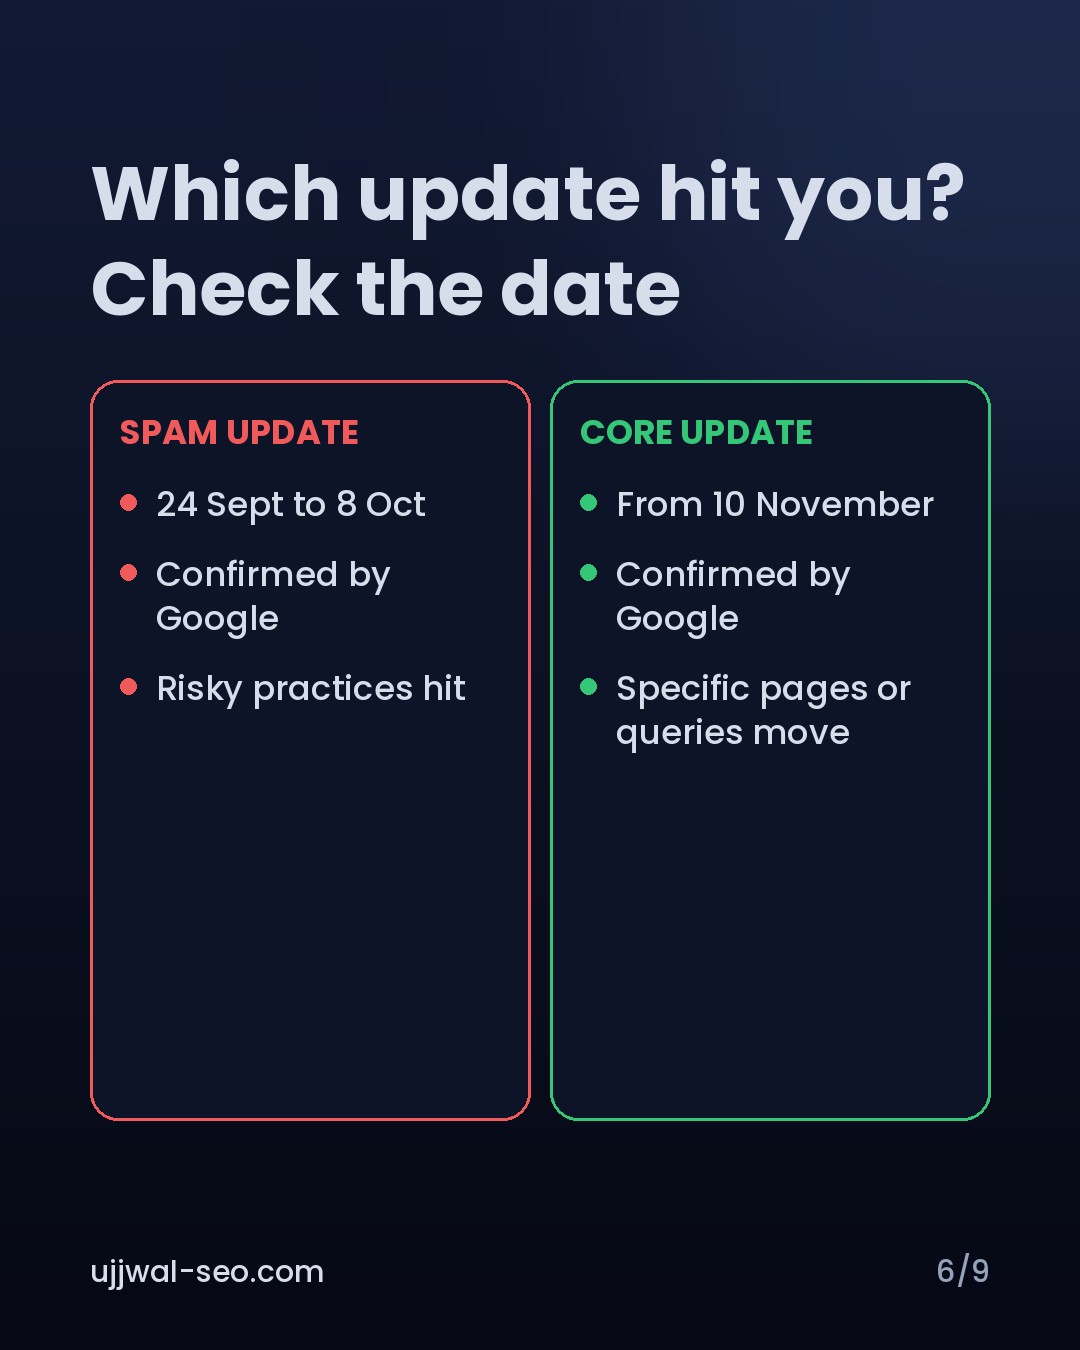 Which update hit you?
Check the date
SPAM UPDATE
24 Sept to 8 Oct
Confirmed by
Google
Risky practices hit
CORE UPDATE
From 10 November
Confirmed by
Google
Specific pages or
queries move
ujjwal-seo.com
6/9